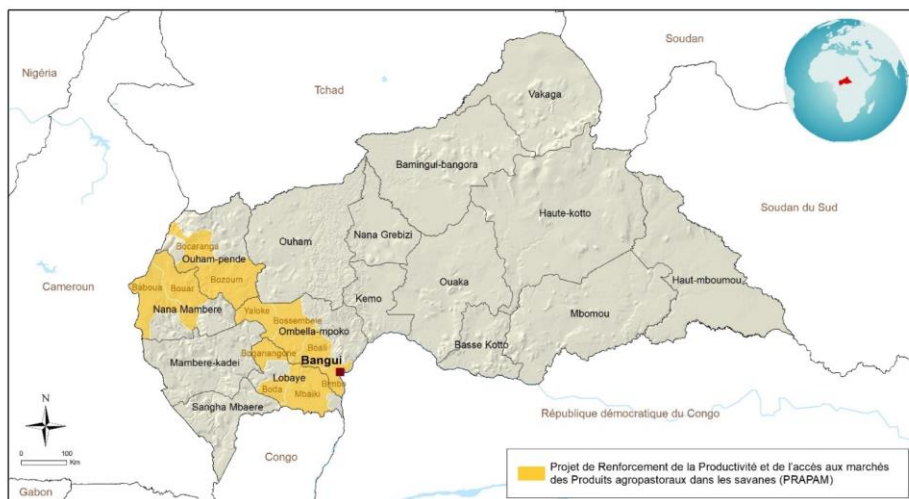 Soudan
Nigéria
Tchad
Vakaga
Bamingui-bangora
Haute-kotto
Soudan du Sud
Ouham
Nana Grebizi
Bocaranga
Ouham-pende
Bozoum
Cameroun
Baboua
Bouar
Nana Mambere
Ouaka
Kemo
Haut-mboumou
Yaloke
Bossembele
Ombella-mpoko
Mbomou
Boali
Basse Kotto
Boganangone
Bangui
Mambere-kadei
Lobaye
Bimbo
Boda
Mbaiki
Sangha Mbaere
République démocratique du Congo
N
Congo
0 100
Km
Gabon
Projet de Renforcement de la Productivité et de l'accès aux marchés
des Produits agropastoraux dans les savanes (PRAPAM)